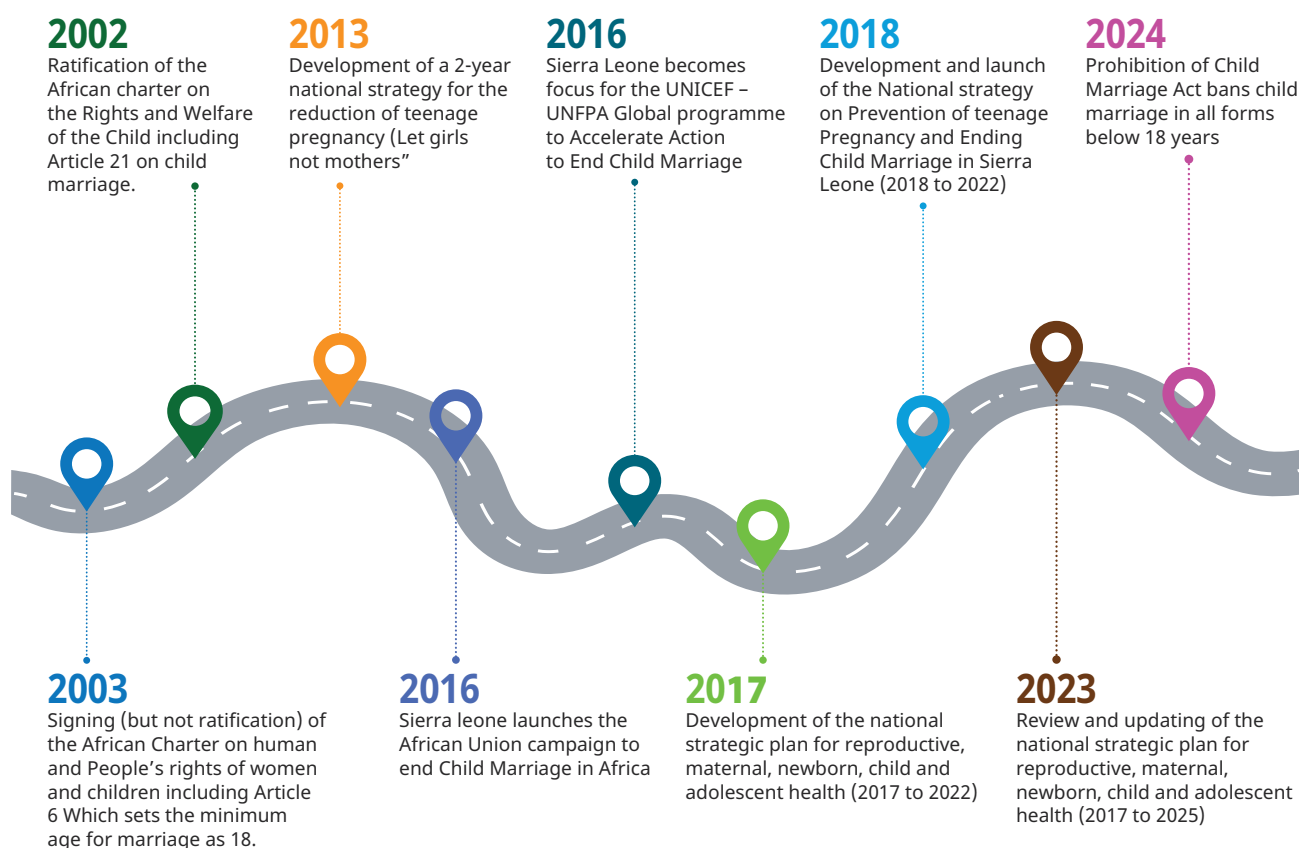 2002
Ratification of the
African charter on
the Rights and Welfare
of the Child including
Article 21 on child
marriage.
2013
Development of a 2-year
national strategy for the
reduction of teenage
pregnancy (Let girls
not mothers”
2016
Sierra Leone becomes
focus for the UNICEF –
UNFPA Global programme
to Accelerate Action
to End Child Marriage
2018
Development and launch
of the National strategy
on Prevention of teenage
Pregnancy and Ending
Child Marriage in Sierra
Leone (2018 to 2022)
2024
Prohibition of Child
Marriage Act bans child
marriage in all forms
below 18 years
2003
Signing (but not ratification) of
the African Charter on human
and People’s rights of women
and children including Article
6 Which sets the minimum
age for marriage as 18.
2016
Sierra leone launches the
African Union campaign to
end Child Marriage in Africa
2017
Development of the national
strategic plan for reproductive,
maternal, newborn, child and
adolescent health (2017 to 2022)
2023
Review and updating of the
national strategic plan for
reproductive, maternal,
newborn, child and adolescent
health (2017 to 2025)